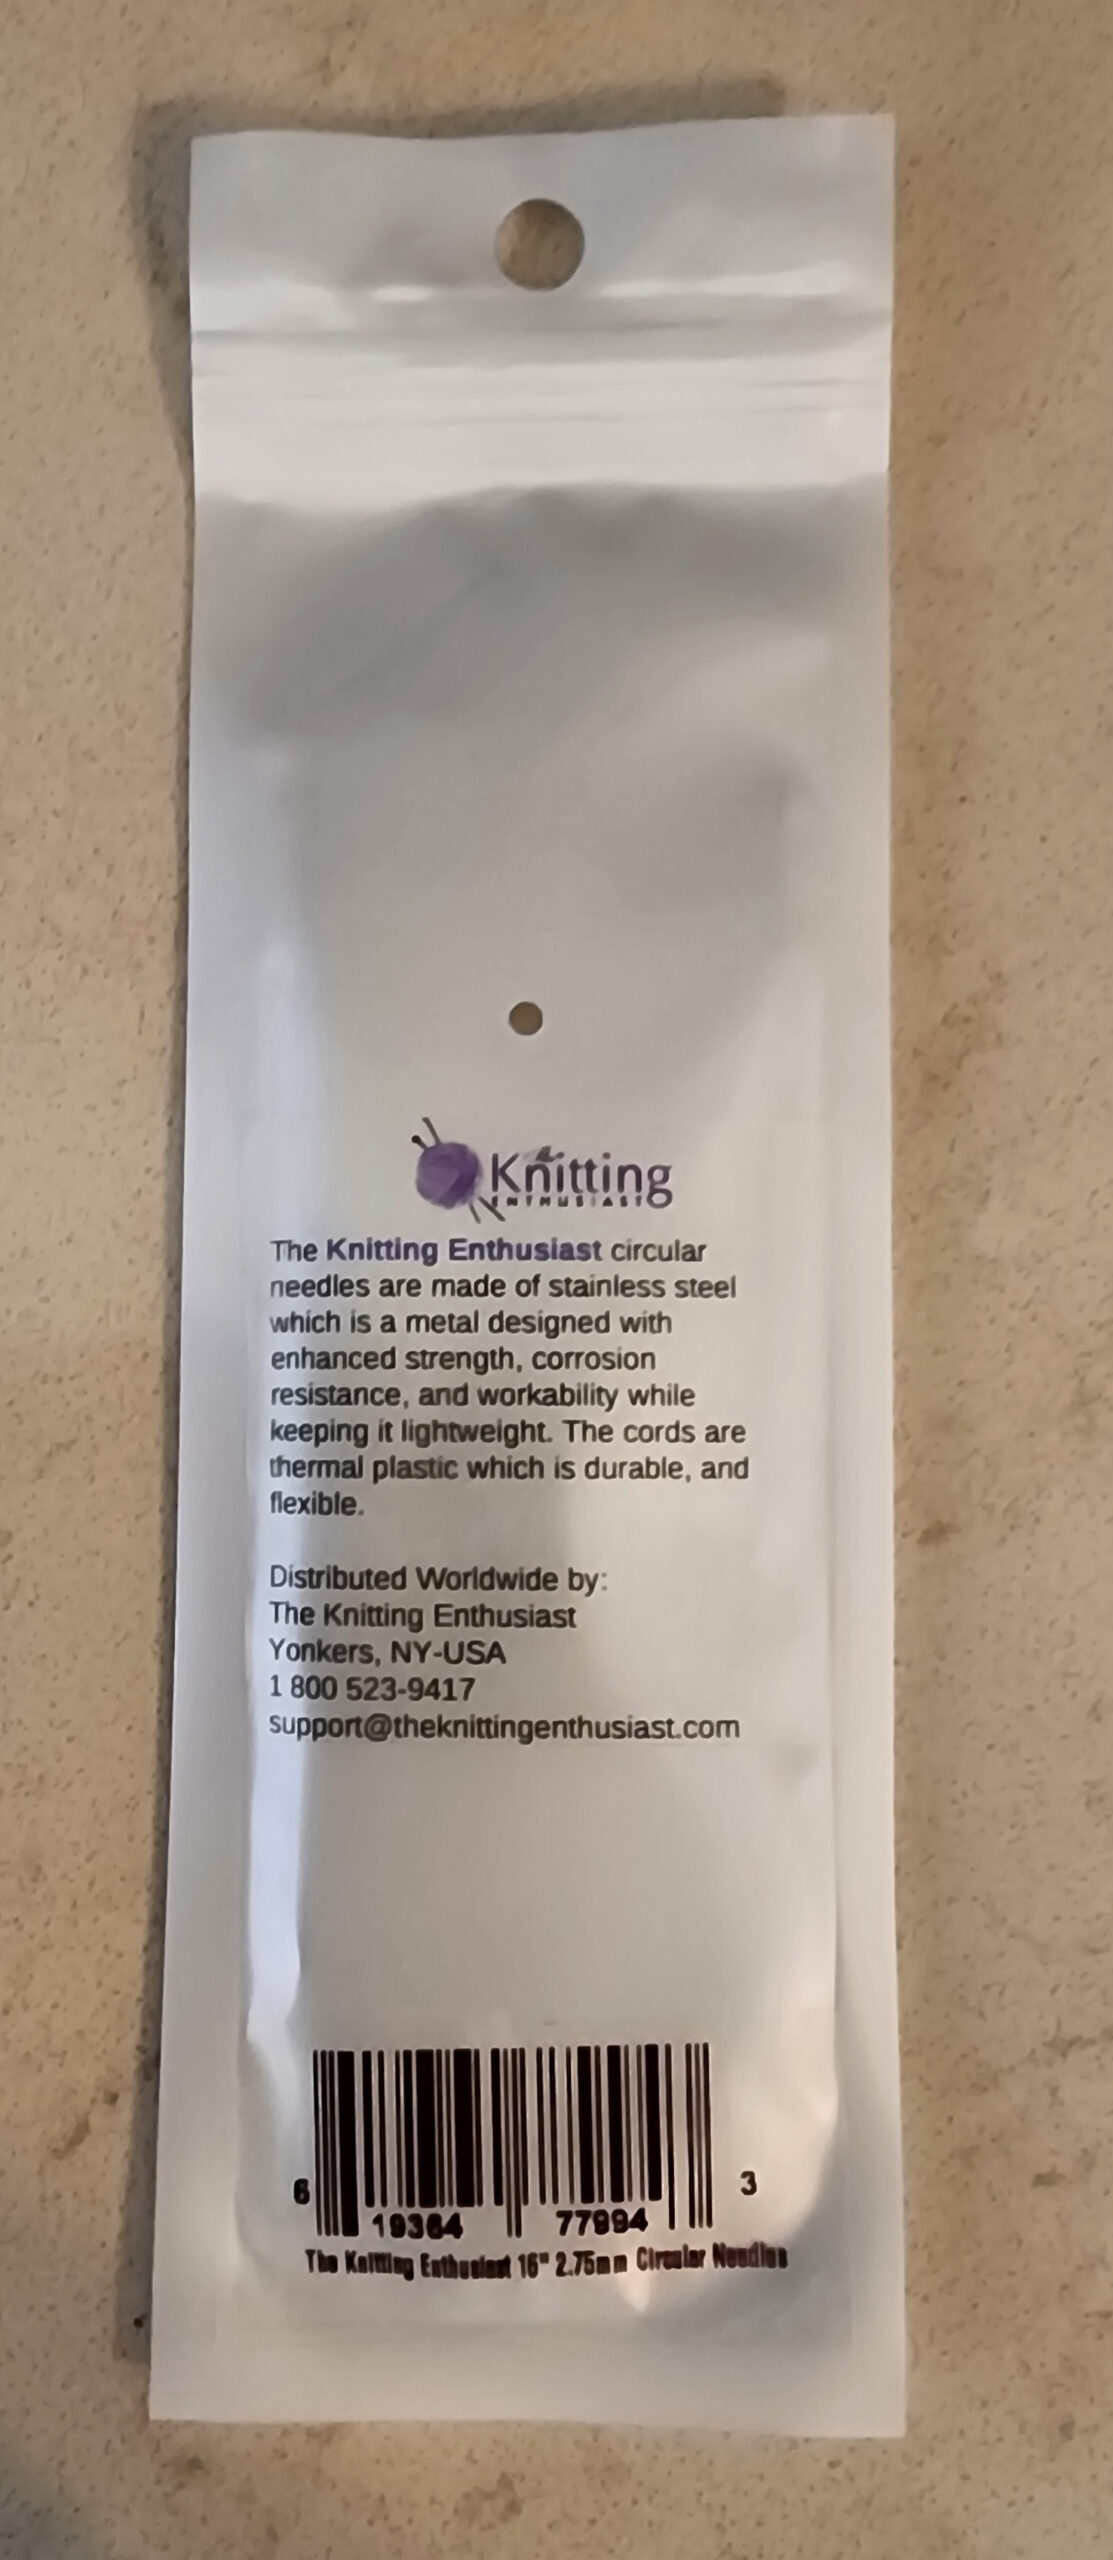 Knitting
ENTHUSIAST
The Knitting Enthusiast circular
needles are made of stainless steel
which is a metal designed with
enhanced strength, corrosion
resistance, and workability while
keeping it lightweight. The cords are
thermal plastic which is durable, and
flexible.
Distributed Worldwide by:
The Knitting Enthusiast
Yonkers, NY-USA
1 800 523-9417
support@theknittingenthusiast.com
6 19364 77994 3
The Knitting Enthusiast 16" 2.75mm Circular Needles